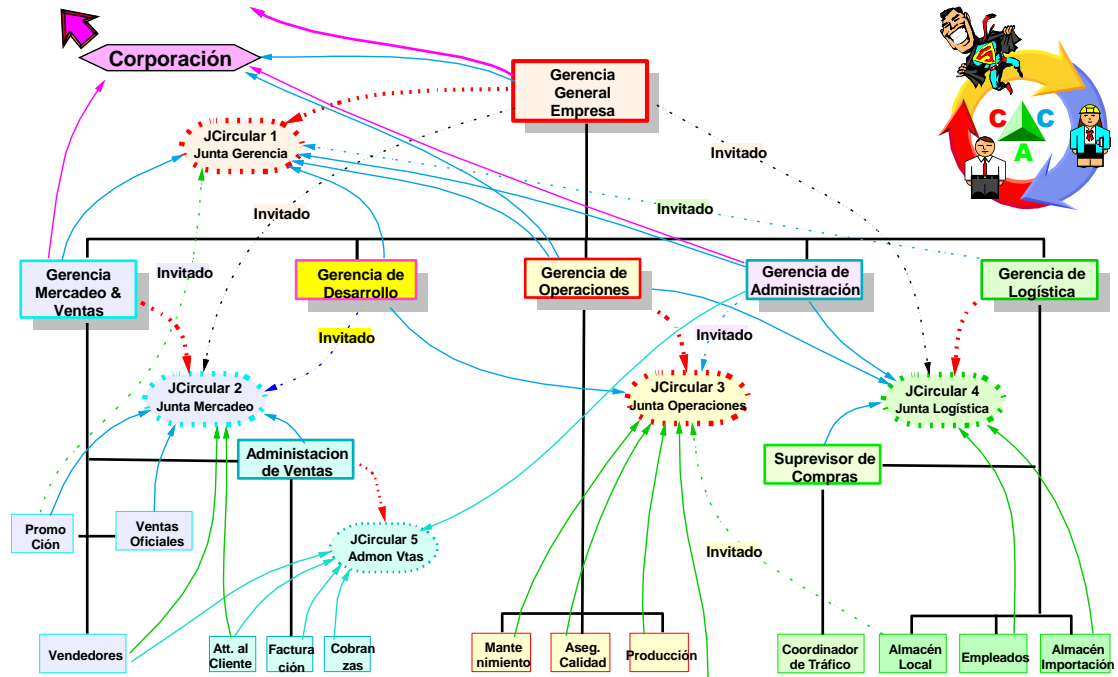 Corporación
Gerencia
General
Empresa
C C
A
JCircular 1
Junta Gerencia
Invitado
Invitado
Invitado
Gerencia
Mercadeo &
Ventas
Invitado
Gerencia de
Desarrollo
Gerencia de
Operaciones
Gerencia de
Administración
Gerencia de
Logística
Invitado
Invitado
JCircular 2
Junta Mercadeo
JCircular 3
Junta Operaciones
JCircular 4
Junta Logística
Administacion
de Ventas
Suprevisor de
Compras
Promo
Ción
Ventas
Oficiales
JCircular 5
Admon Vtas
Invitado
Vendedores
Att. al
Cliente
Factura
ción
Cobran
zas
Mante
nimiento
Aseg.
Calidad
Producción
Coordinador
de Tráfico
Almacén
Local
Empleados
Almacén
Importación